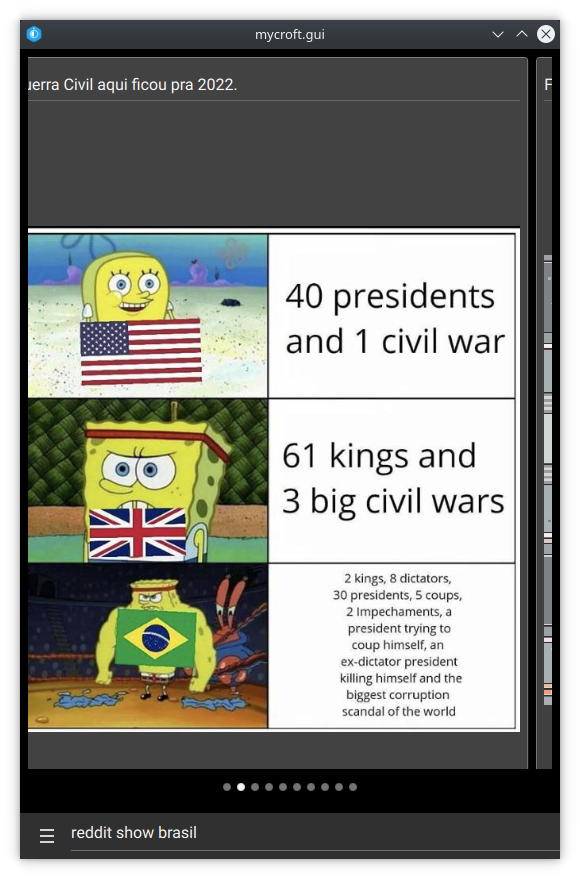 mycroft.gui
uerra Civil aqui ficou pra 2022.
F
40 presidents
and 1 civil war
61 kings and
3 big civil wars
2 kings, 8 dictators,
30 presidents, 5 coups,
2 Impechaments, a
president trying to
coup himself, an
ex-dictator president
killing himself and the
biggest corruption
scandal of the world
reddit show brasil